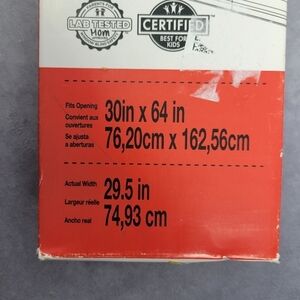 LAB TESTED
Mom
CERTIFIED
BEST FOR
KIDS
Fits Opening
30in x 64 in
Convient aux
ouvertures
Se ajusta
a aberturas
76,20cm x 162,56cm
Actual Width
29.5 in
Largeur réelle
Ancho real
74,93 cm